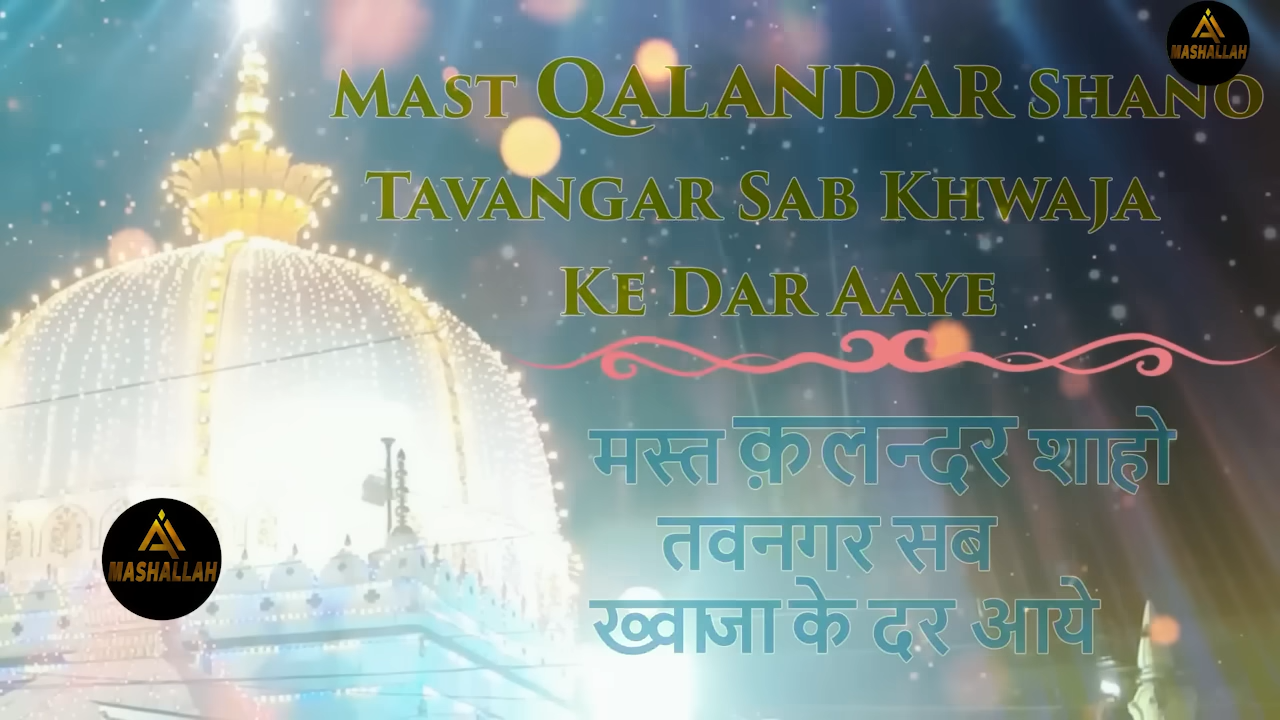 MASHALLAH
MAST QALANDAR SHANO
TAVANGAR SAB KHWAJA
KE DAR AAYE
मस्त क़लन्दर शाहो
तवनगर सब
ख्वाजा के दर आये
MASHALLAH